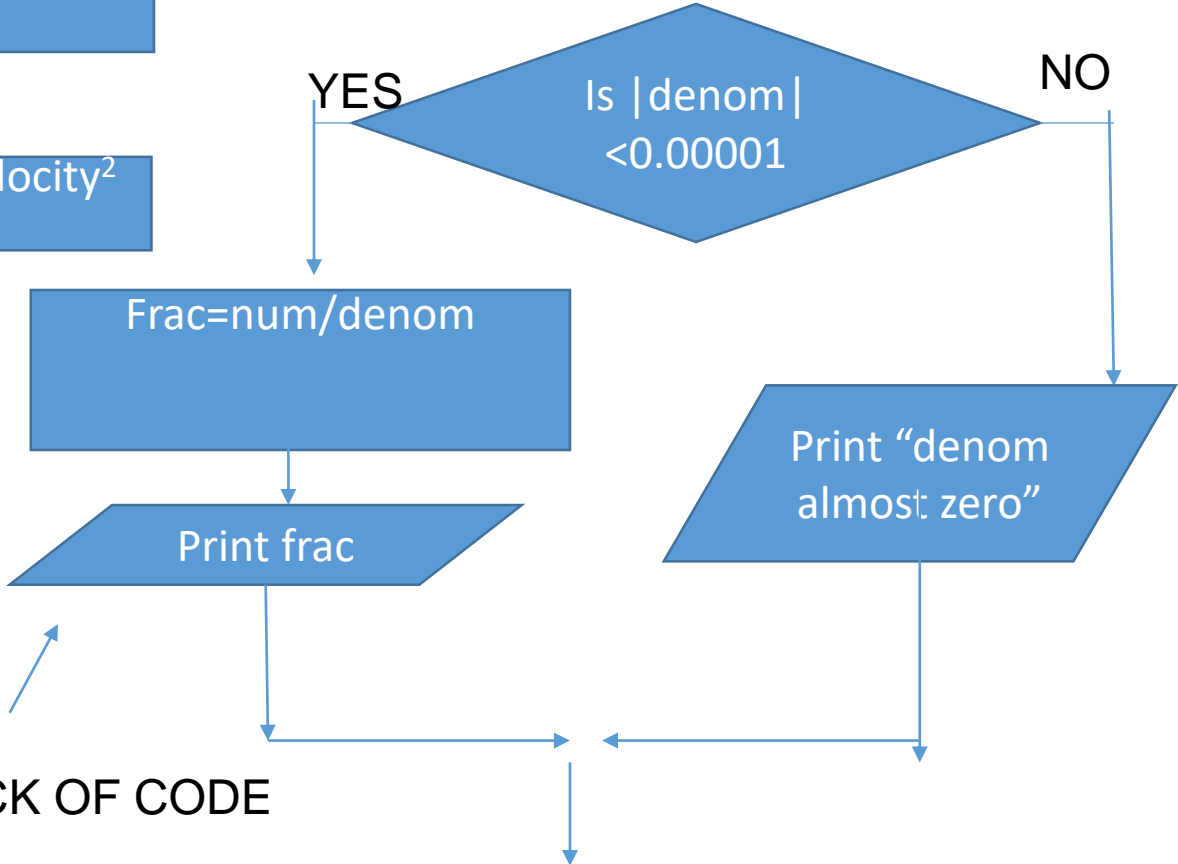 YES
NO
Is |denom|
<0.00001
locity²
Frac=num/denom
Print “denom
almost zero”
Print frac
CK OF CODE